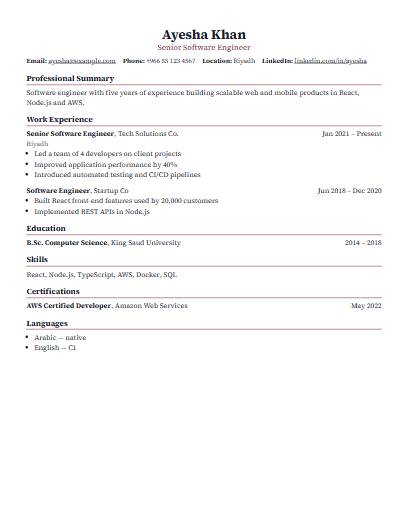 Ayesha Khan
Senior Software Engineer
Email: ayesha@example.com Phone: +966 55 123 4567 Location: Riyadh LinkedIn: linkedin.com/in/ayesha
Professional Summary
Software engineer with five years of experience building scalable web and mobile products in React,
Node.js and AWS.
Work Experience
Senior Software Engineer, Tech Solutions Co. Jan 2021 – Present
Riyadh
• Led a team of 4 developers on client projects
• Improved application performance by 40%
• Introduced automated testing and CI/CD pipelines
Software Engineer, Startup Co Jun 2018 – Dec 2020
• Built React front-end features used by 20,000 customers
• Implemented REST APIs in Node.js
Education
B.Sc. Computer Science, King Saud University 2014 – 2018
Skills
React, Node.js, TypeScript, AWS, Docker, SQL
Certifications
AWS Certified Developer, Amazon Web Services May 2022
Languages
• Arabic — native
• English — C1